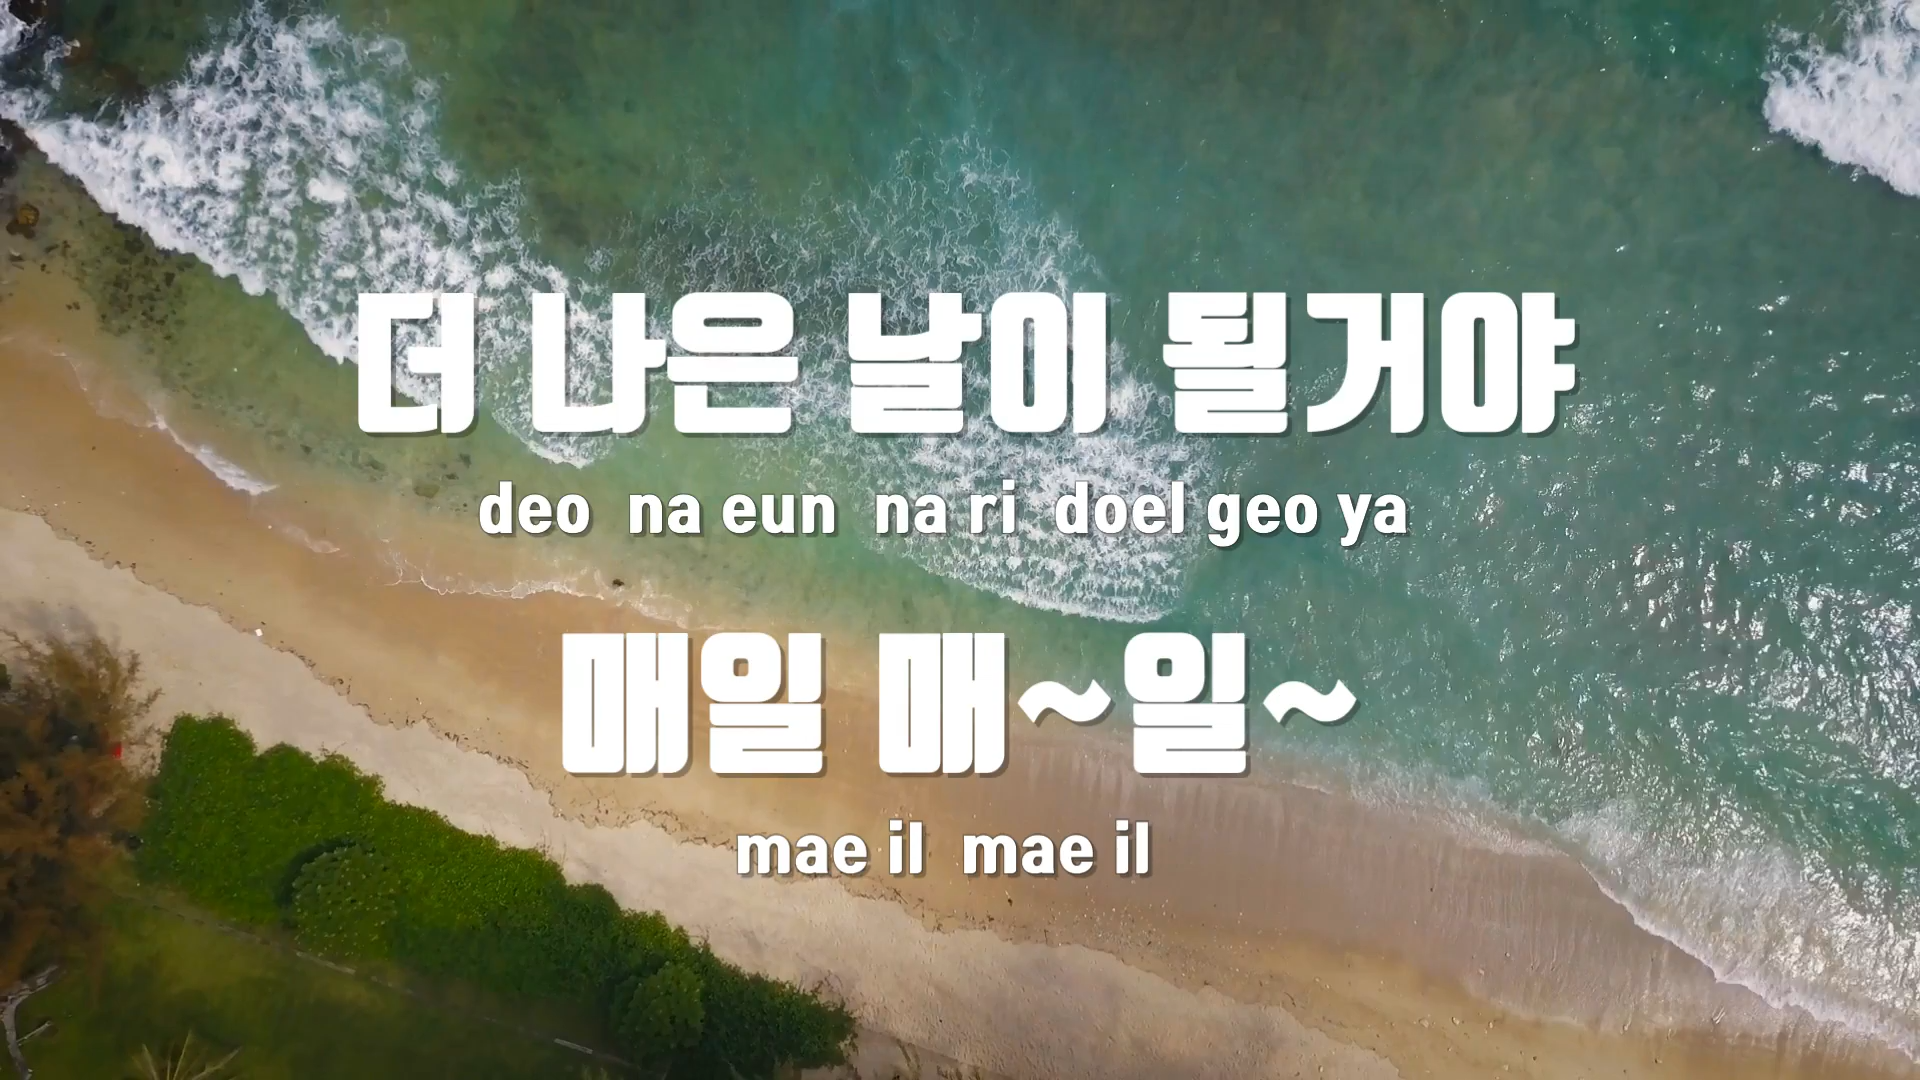 더 나은 날이 될거야
deo na eun na ri doel geo ya
매일 매~일~
mae il mae il